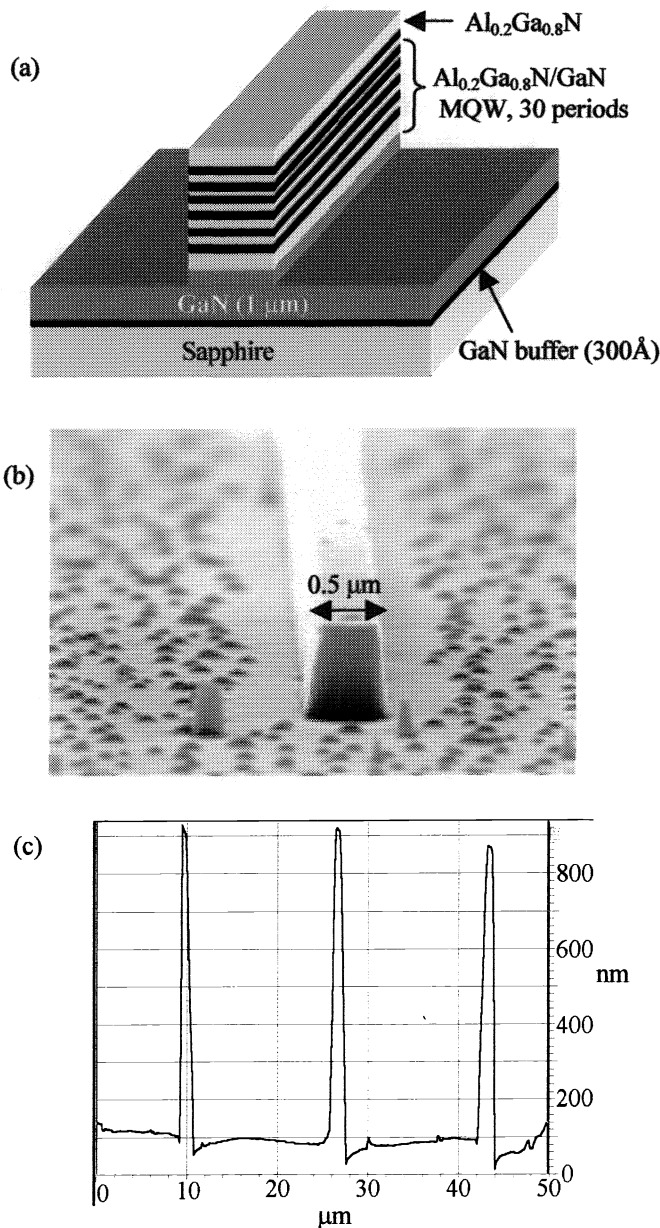 (a)
Al₀.₂Ga₀.₈N
Al₀.₂Ga₀.₈N/GaN
MQW, 30 periods
GaN (1 μm)
Sapphire
GaN buffer (300Å)
(b)
0.5 μm
(c)
800
600
nm
400
200
0
0 10 20 30 40 50
μm